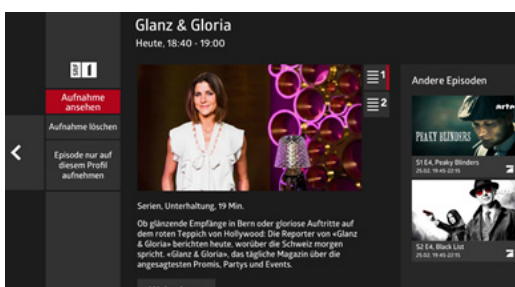 Glanz & Gloria
Heute, 18:40 - 19:00
SRF 1
Aufnahme
ansehen
Aufnahme löschen
Episode nur auf
diesem Profil
aufnehmen
1
2
Serien, Unterhaltung, 19 Min.
Ob glänzende Empfänge in Bern oder gloriose Auftritte auf
dem roten Teppich von Hollywood: Die Reporter von «Glanz
& Gloria» berichten heute, worüber die Schweiz morgen
spricht. «Glanz & Gloria», das tägliche Magazin über die
angesagtesten Promis, Partys und Events.
Andere Episoden
arte
PEAKY BLINDERS
S1 E4, Peaky Blinders
25.02. 19:45-22:15
S2 E4, Black List
25.02. 19:45-22:15